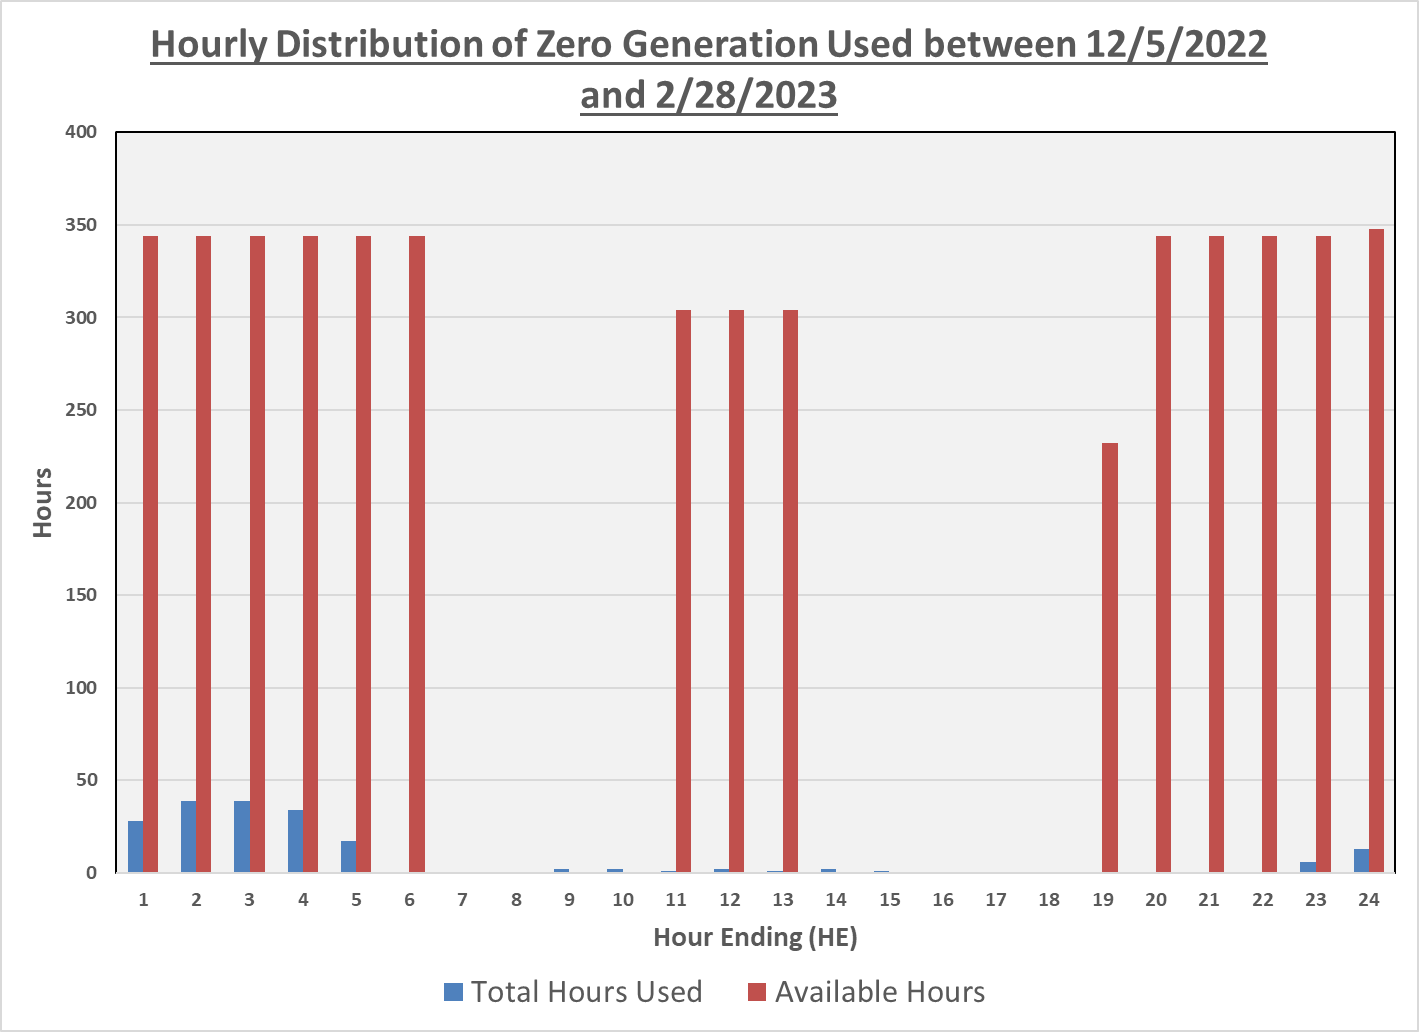 Hourly Distribution of Zero Generation Used between 12/5/2022
and 2/28/2023
400
350
300
250
200
150
100
50
0
Hours
1 2 3 4 5 6 7 8 9 10 11 12 13 14 15 16 17 18 19 20 21 22 23 24
Hour Ending (HE)
Total Hours Used Available Hours